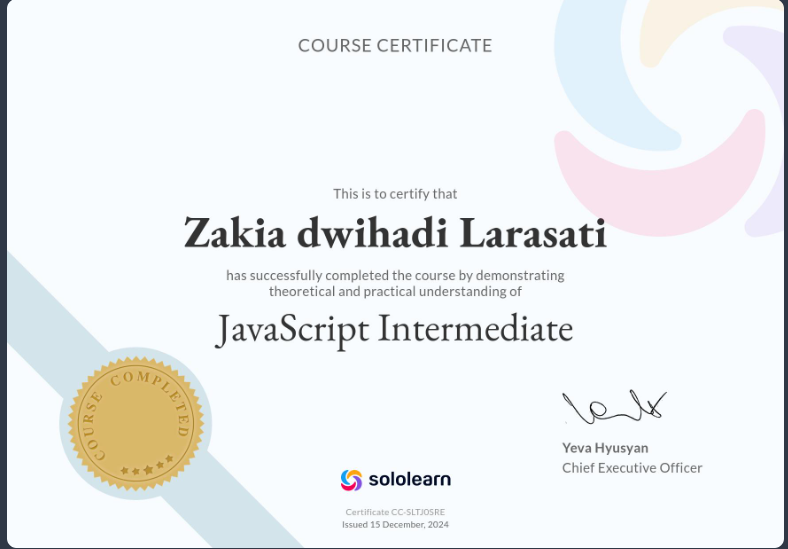 COURSE CERTIFICATE
This is to certify that
Zakia dwihadi Larasati
has successfully completed the course by demonstrating
theoretical and practical understanding of
JavaScript Intermediate
COURSE COMPLETED
Yeva Hyusyan
Chief Executive Officer
sololearn
Certificate CC-SLTJ0SRE
Issued 15 December, 2024